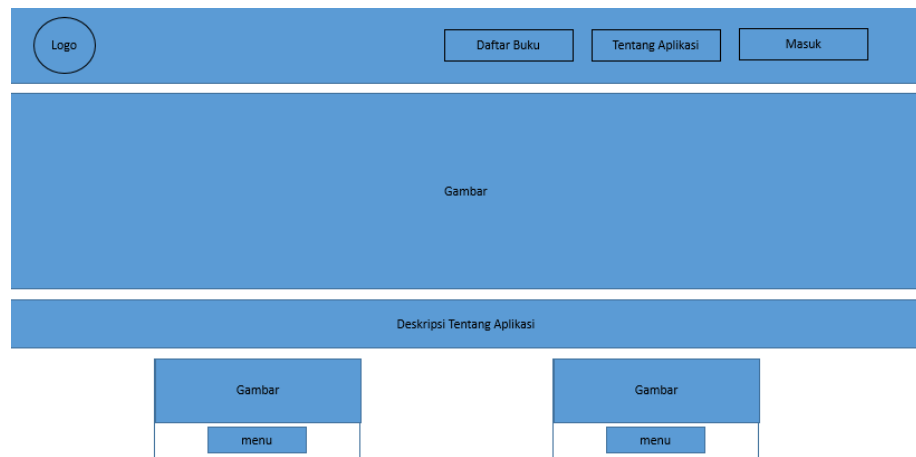 Logo
Daftar Buku
Tentang Aplikasi
Masuk
Gambar
Deskripsi Tentang Aplikasi
Gambar
Gambar
menu
menu